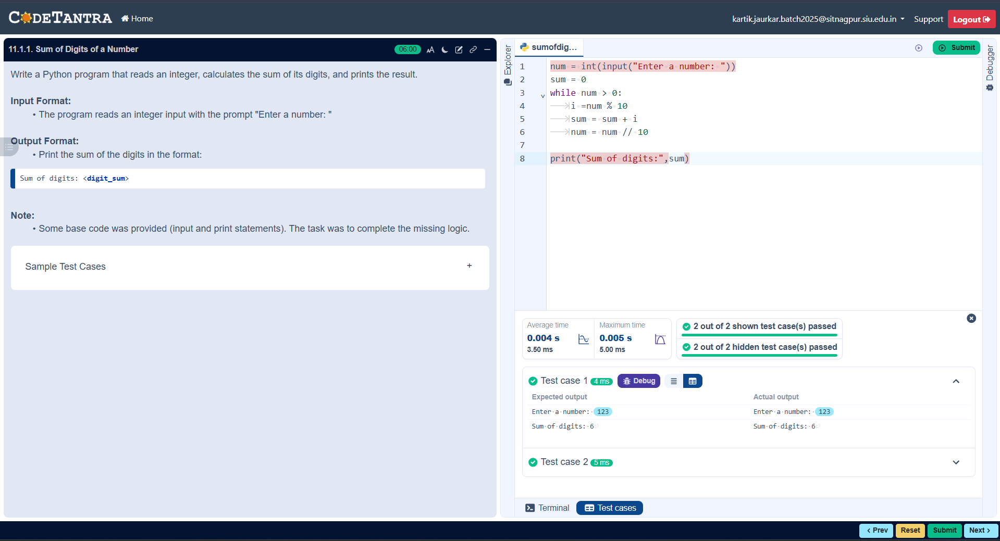 CODETANTRA
Home
kartik.jaurkar.batch2025@sitnagpur.siu.edu.in
Support
Logout
11.1.1. Sum of Digits of a Number
06:00
AA
Write a Python program that reads an integer, calculates the sum of its digits, and prints the result.
Input Format:
• The program reads an integer input with the prompt "Enter a number: "
Output Format:
• Print the sum of the digits in the format:
Sum of digits: <digit_sum>
Note:
• Some base code was provided (input and print statements). The task was to complete the missing logic.
Sample Test Cases
+
Explorer
sumofdig...
Submit
Debugger
1 num = int(input("Enter a number: "))
2 sum = 0
3 while num > 0:
4 i =num % 10
5 sum = sum + i
6 num = num // 10
7
8 print("Sum of digits:",sum)
Average time
0.004 s
3.50 ms
Maximum time
0.005 s
5.00 ms
2 out of 2 shown test case(s) passed
2 out of 2 hidden test case(s) passed
Test case 1 4 ms Debug
Expected output Actual output
Enter a number: 123 Enter a number: 123
Sum of digits: 6 Sum of digits: 6
Test case 2 5 ms
Terminal Test cases
< Prev Reset Submit Next >